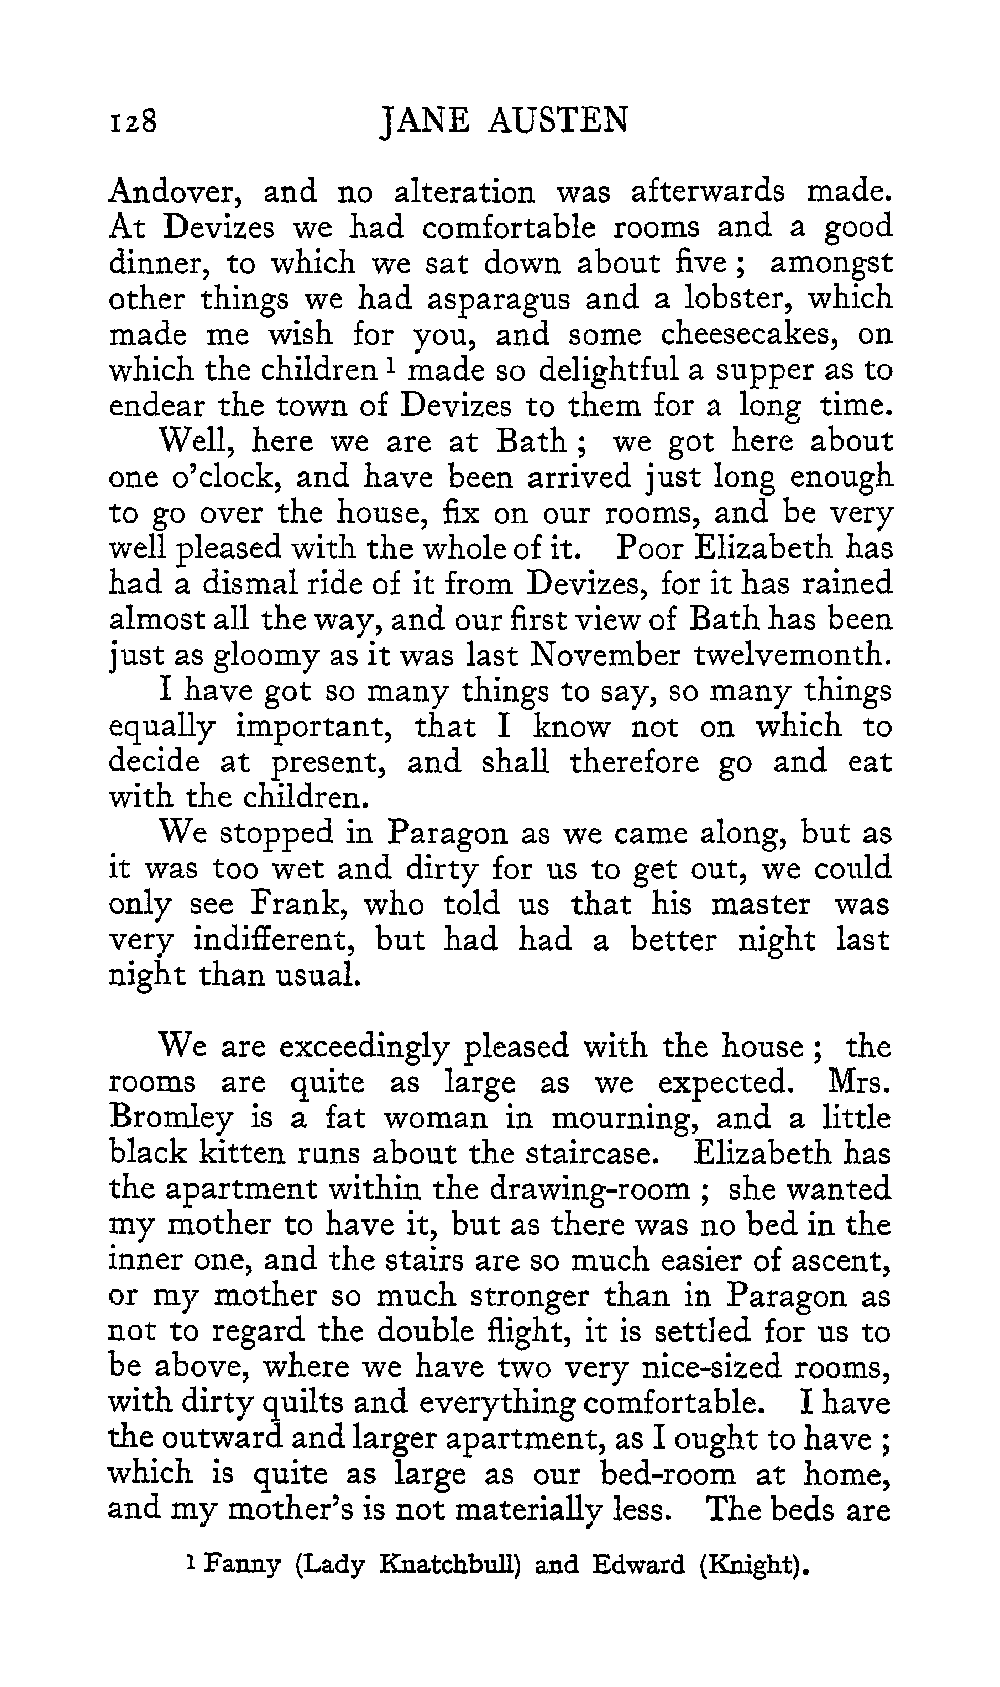 128 JANE AUSTEN
Andover, and no alteration was afterwards made.
At Devizes we had comfortable rooms and a good
dinner, to which we sat down about five ; amongst
other things we had asparagus and a lobster, which
made me wish for you, and some cheesecakes, on
which the children ¹ made so delightful a supper as to
endear the town of Devizes to them for a long time.
Well, here we are at Bath ; we got here about
one o'clock, and have been arrived just long enough
to go over the house, fix on our rooms, and be very
well pleased with the whole of it. Poor Elizabeth has
had a dismal ride of it from Devizes, for it has rained
almost all the way, and our first view of Bath has been
just as gloomy as it was last November twelvemonth.
I have got so many things to say, so many things
equally important, that I know not on which to
decide at present, and shall therefore go and eat
with the children.
We stopped in Paragon as we came along, but as
it was too wet and dirty for us to get out, we could
only see Frank, who told us that his master was
very indifferent, but had had a better night last
night than usual.
We are exceedingly pleased with the house ; the
rooms are quite as large as we expected. Mrs.
Bromley is a fat woman in mourning, and a little
black kitten runs about the staircase. Elizabeth has
the apartment within the drawing-room ; she wanted
my mother to have it, but as there was no bed in the
inner one, and the stairs are so much easier of ascent,
or my mother so much stronger than in Paragon as
not to regard the double flight, it is settled for us to
be above, where we have two very nice-sized rooms,
with dirty quilts and everything comfortable. I have
the outward and larger apartment, as I ought to have ;
which is quite as large as our bed-room at home,
and my mother's is not materially less. The beds are
¹ Fanny (Lady Knatchbull) and Edward (Knight).